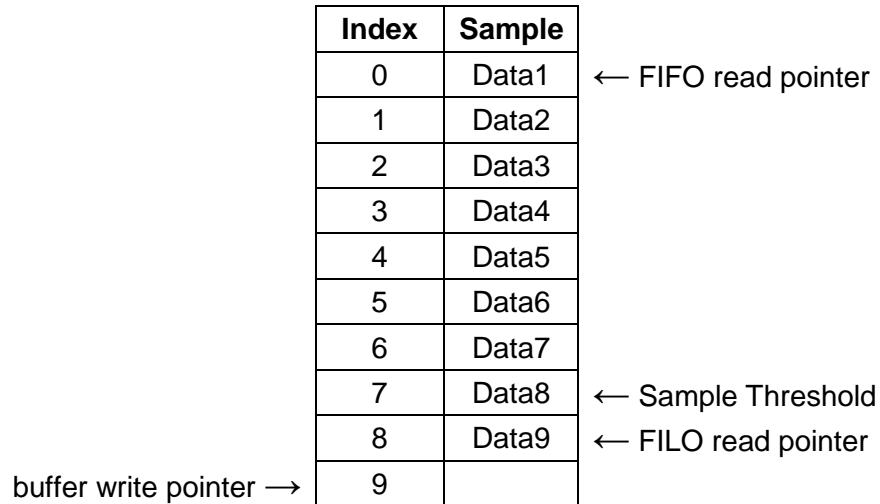 Index Sample
0 Data1 ← FIFO read pointer
1 Data2
2 Data3
3 Data4
4 Data5
5 Data6
6 Data7
7 Data8 ← Sample Threshold
8 Data9 ← FILO read pointer
buffer write pointer → 9